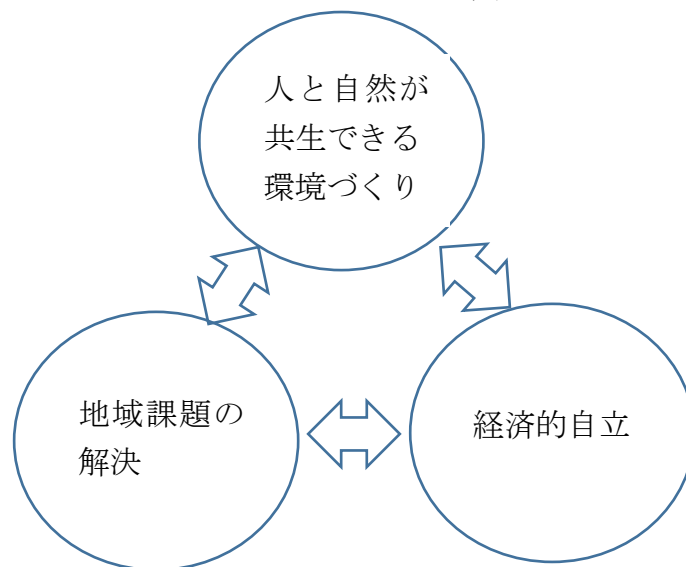 人と自然が
共生できる
環境づくり
地域課題の
解決
経済的自立